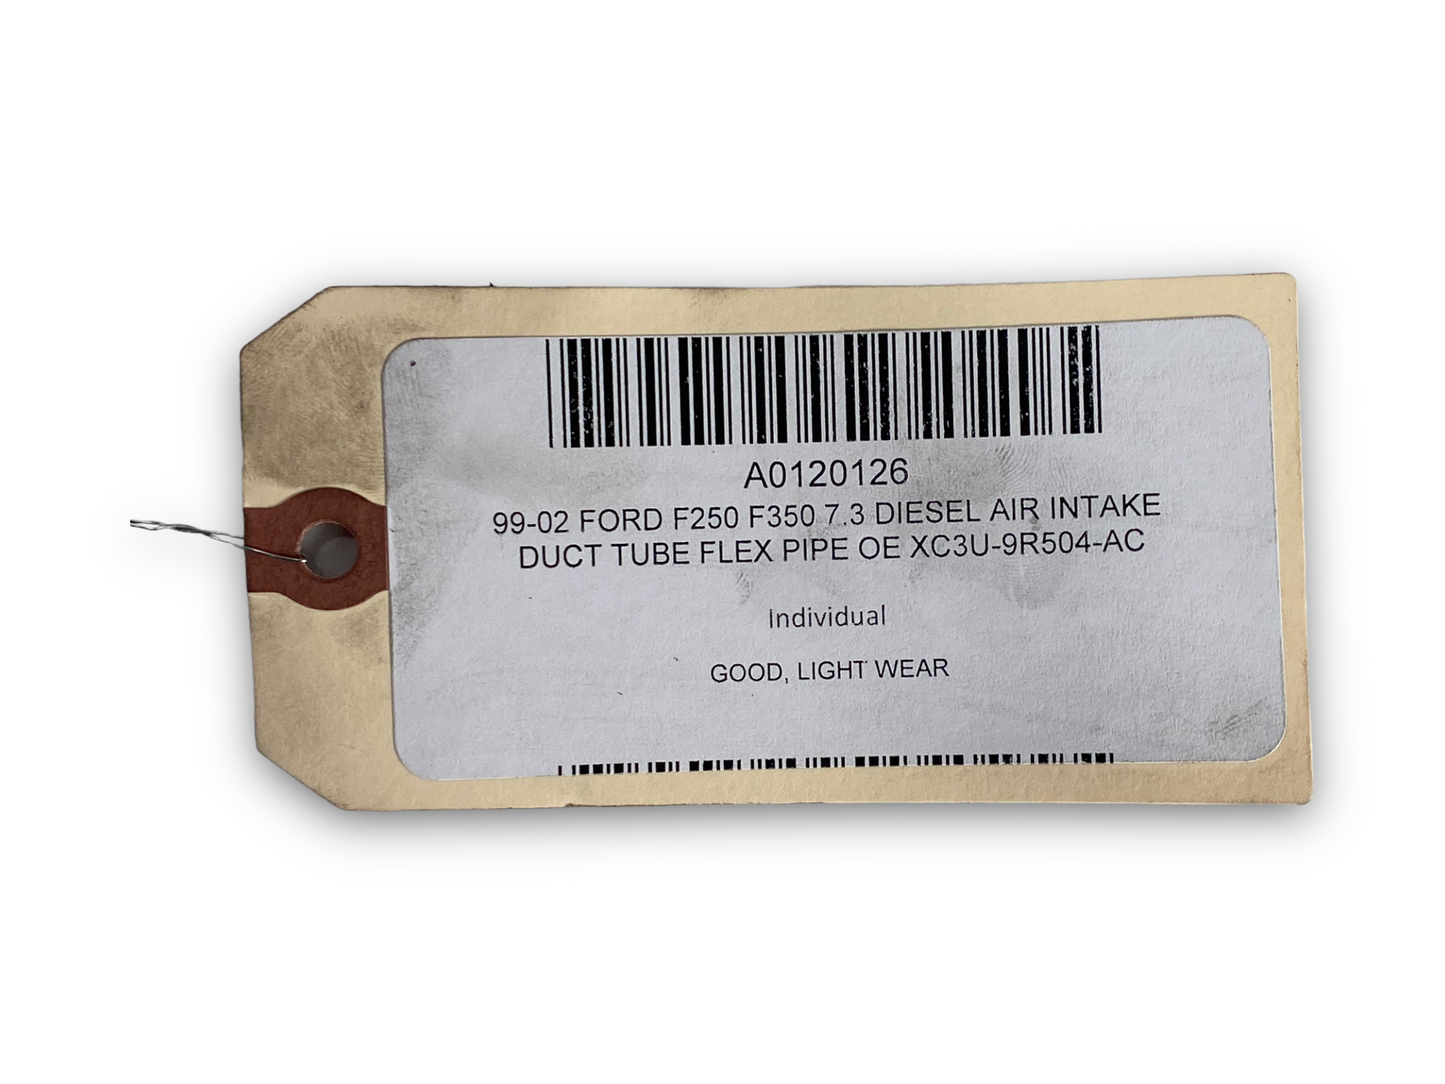 A0120126
99-02 FORD F250 F350 7.3 DIESEL AIR INTAKE
DUCT TUBE FLEX PIPE OE XC3U-9R504-AC
Individual
GOOD, LIGHT WEAR